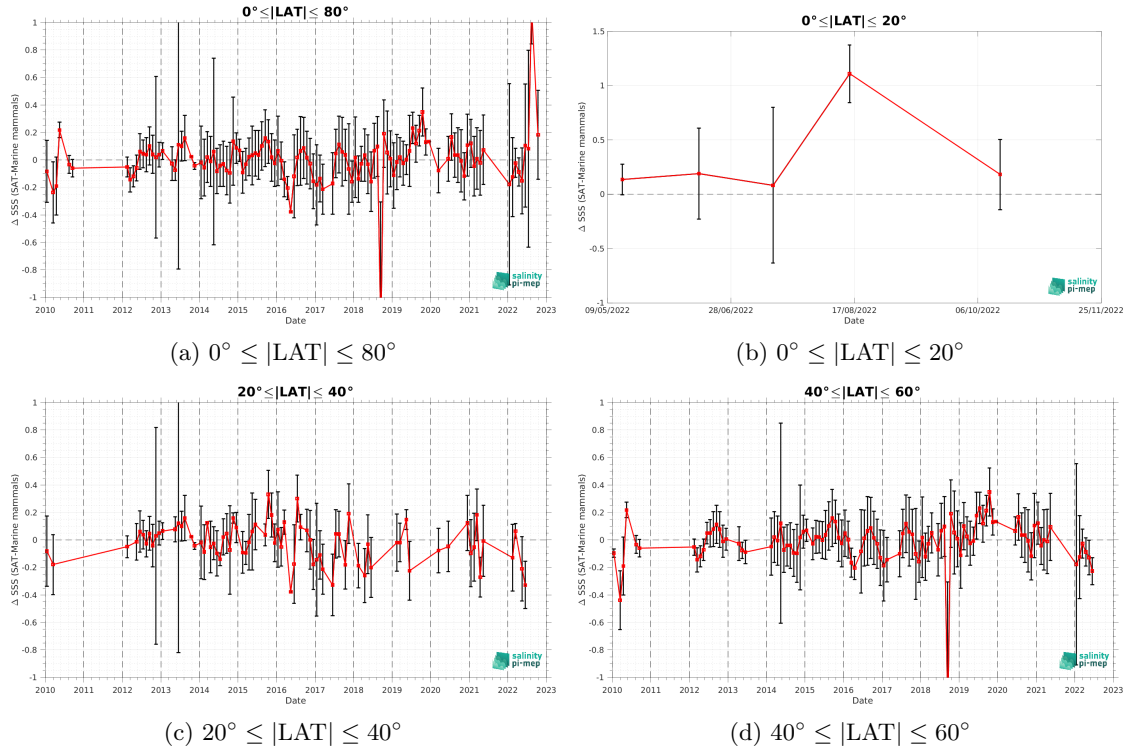 0°≤|LAT|≤ 80°
Δ SSS (SAT-Marine mammals)
1
0.8
0.6
0.4
0.2
0
-0.2
-0.4
-0.6
-0.8
-1
2010 2011 2012 2013 2014 2015 2016 2017 2018 2019 2020 2021 2022 2023
Date
salinity
pi-mep
(a) 0° ≤ |LAT| ≤ 80°
0°≤|LAT|≤ 20°
Δ SSS (SAT-Marine mammals)
1.5
1
0.5
0
-0.5
-1
09/05/2022 28/06/2022 17/08/2022 06/10/2022 25/11/2022
Date
salinity
pi-mep
(b) 0° ≤ |LAT| ≤ 20°
20°≤|LAT|≤ 40°
Δ SSS (SAT-Marine mammals)
1
0.8
0.6
0.4
0.2
0
-0.2
-0.4
-0.6
-0.8
-1
2010 2011 2012 2013 2014 2015 2016 2017 2018 2019 2020 2021 2022 2023
Date
salinity
pi-mep
(c) 20° ≤ |LAT| ≤ 40°
40°≤|LAT|≤ 60°
Δ SSS (SAT-Marine mammals)
1
0.8
0.6
0.4
0.2
0
-0.2
-0.4
-0.6
-0.8
-1
2010 2011 2012 2013 2014 2015 2016 2017 2018 2019 2020 2021 2022 2023
Date
salinity
pi-mep
(d) 40° ≤ |LAT| ≤ 60°